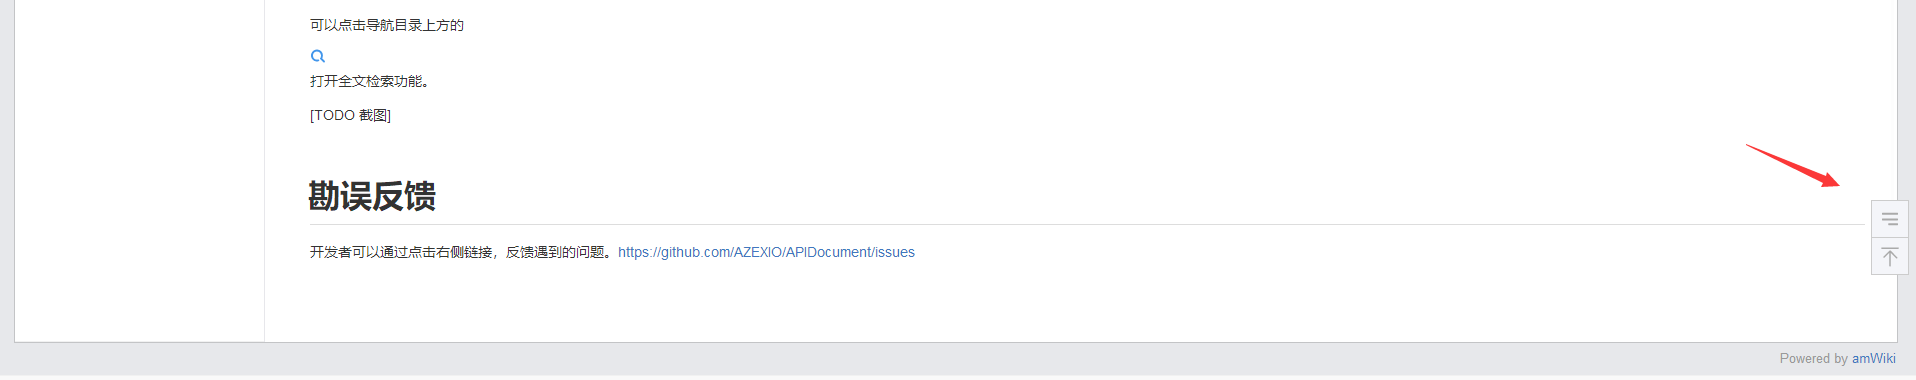 可以点击导航目录上方的
打开全文检索功能。
[TODO 截图]
勘误反馈
开发者可以通过点击右侧链接，反馈遇到的问题。https://github.com/AZEXIO/APIDocument/issues
Powered by amWiki